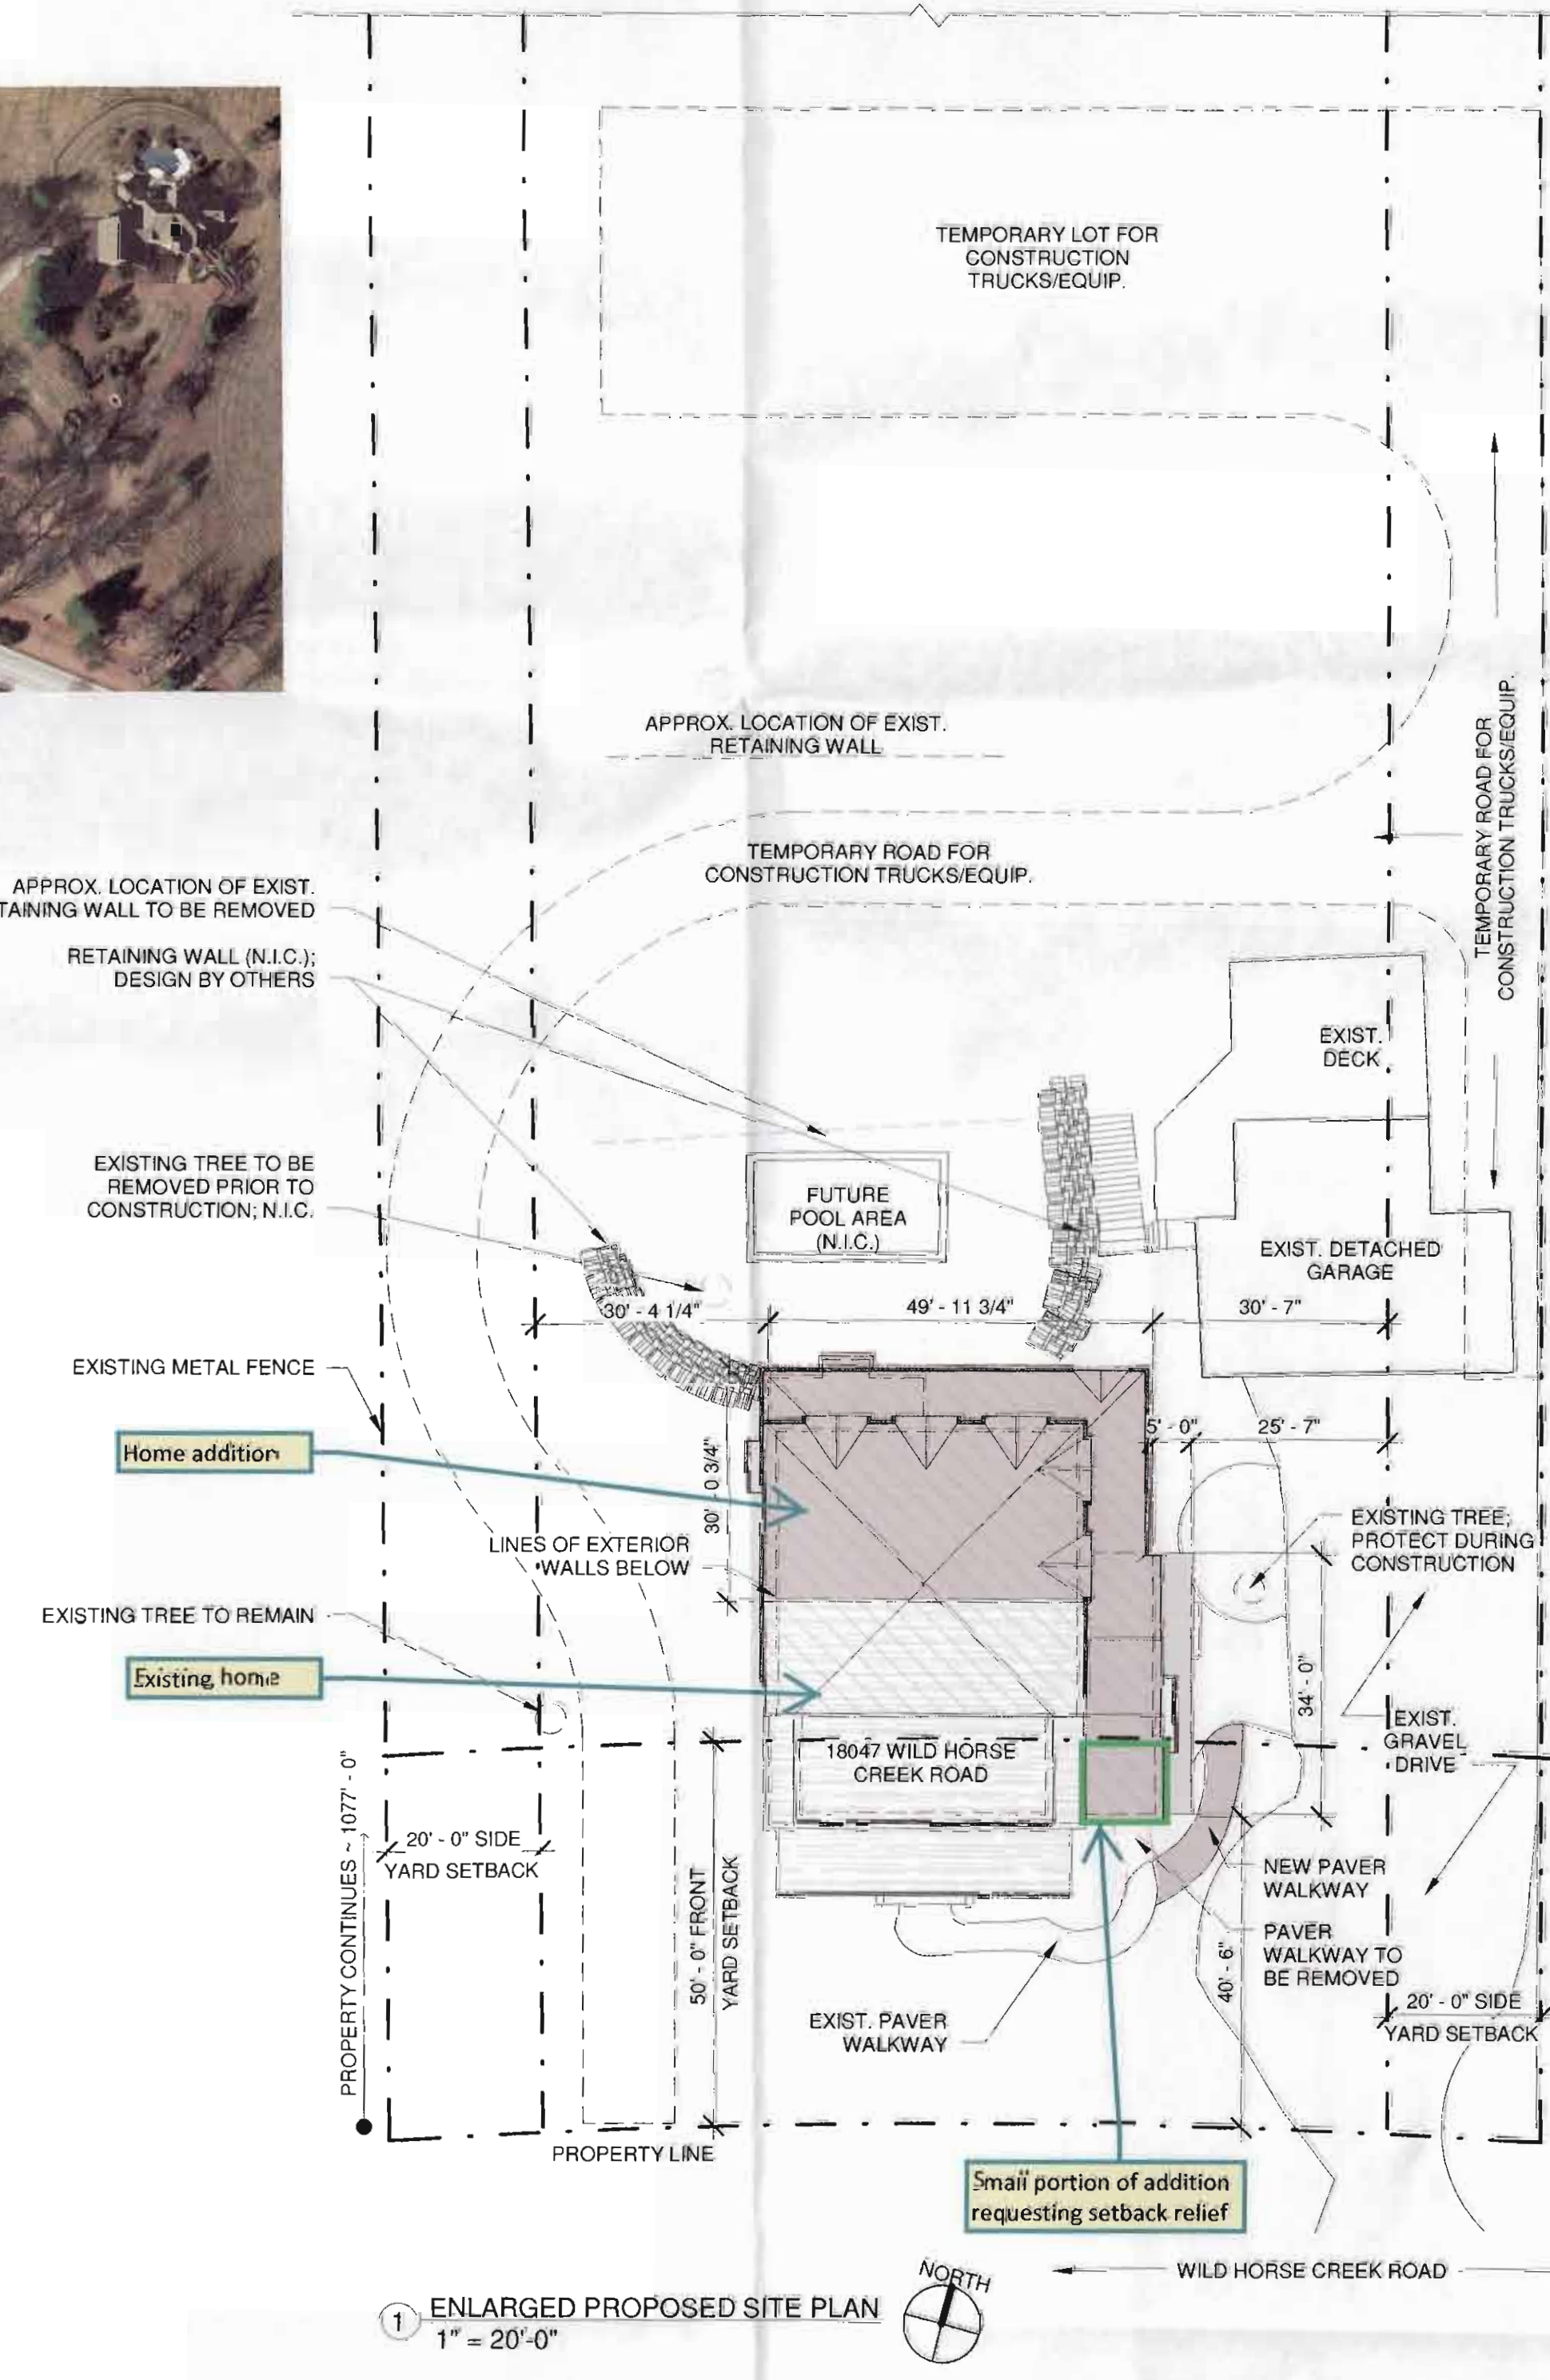 TEMPORARY LOT FOR
CONSTRUCTION
TRUCKS/EQUIP.
APPROX. LOCATION OF EXIST.
RETAINING WALL
TEMPORARY ROAD FOR
CONSTRUCTION TRUCKS/EQUIP.
TEMPORARY ROAD FOR
CONSTRUCTION TRUCKS/EQUIP.
APPROX. LOCATION OF EXIST.
TAINING WALL TO BE REMOVED
RETAINING WALL (N.I.C.);
DESIGN BY OTHERS
EXIST.
DECK
EXISTING TREE TO BE
REMOVED PRIOR TO
CONSTRUCTION; N.I.C.
FUTURE
POOL AREA
(N.I.C.)
EXIST. DETACHED
GARAGE
30' - 4 1/4"
49' - 11 3/4"
30' - 7"
EXISTING METAL FENCE
5' - 0"
25' - 7"
Home addition
30' - 0 3/4"
LINES OF EXTERIOR
WALLS BELOW
EXISTING TREE;
PROTECT DURING
CONSTRUCTION
EXISTING TREE TO REMAIN
Existing home
34' - 0"
EXIST.
GRAVEL
DRIVE
18047 WILD HORSE
CREEK ROAD
PROPERTY CONTINUES ~ 1077' - 0"
20' - 0" SIDE
YARD SETBACK
50' - 0" FRONT
YARD SETBACK
NEW PAVER
WALKWAY
PAVER
WALKWAY TO
BE REMOVED
40' - 6"
20' - 0" SIDE
YARD SETBACK
EXIST. PAVER
WALKWAY
PROPERTY LINE
Small portion of addition
requesting setback relief
WILD HORSE CREEK ROAD
NORTH
1 ENLARGED PROPOSED SITE PLAN
1" = 20'-0"